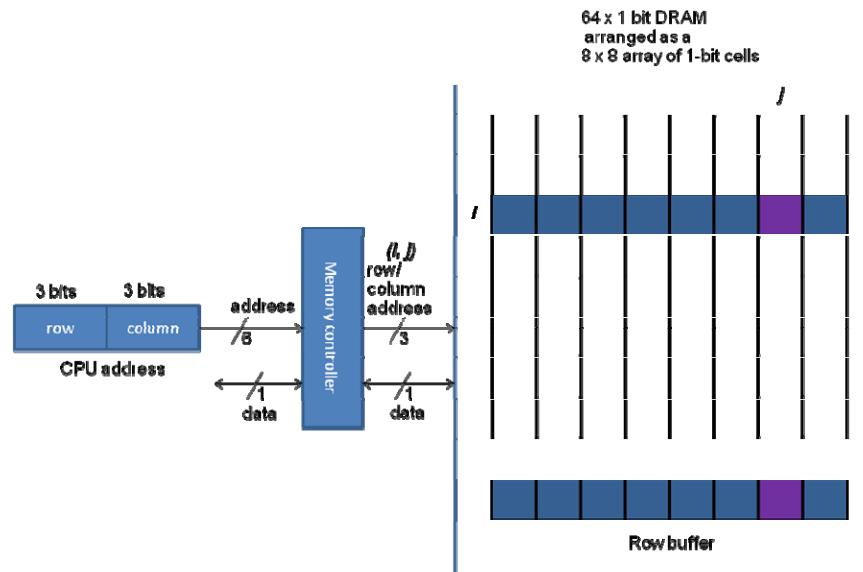 64 x 1 bit DRAM
arranged as a
8 x 8 array of 1-bit cells
j
i
(i, j)
row/
column
address
3 bits 3 bits
address
row column
6
3
CPU address
Memory controller
1
data
1
data
Row buffer